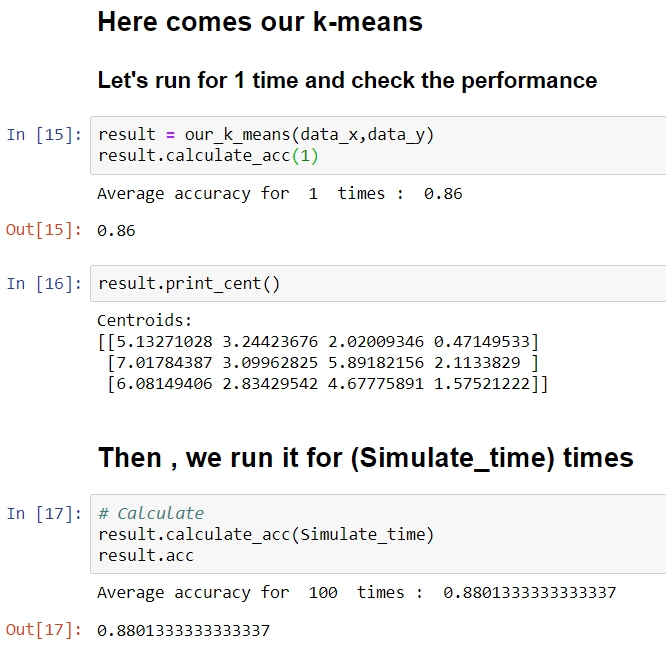 Here comes our k-means
Let's run for 1 time and check the performance
In [15]: result = our_k_means(data_x,data_y)
result.calculate_acc(1)
Average accuracy for  1  times :  0.86
Out[15]: 0.86
In [16]: result.print_cent()
Centroids:
[[5.13271028 3.24423676 2.02009346 0.47149533]
[7.01784387 3.09962825 5.89182156 2.1133829 ]
[6.08149406 2.83429542 4.67775891 1.57521222]]
Then , we run it for (Simulate_time) times
In [17]: # Calculate
result.calculate_acc(Simulate_time)
result.acc
Average accuracy for  100  times :  0.8801333333333337
Out[17]: 0.8801333333333337